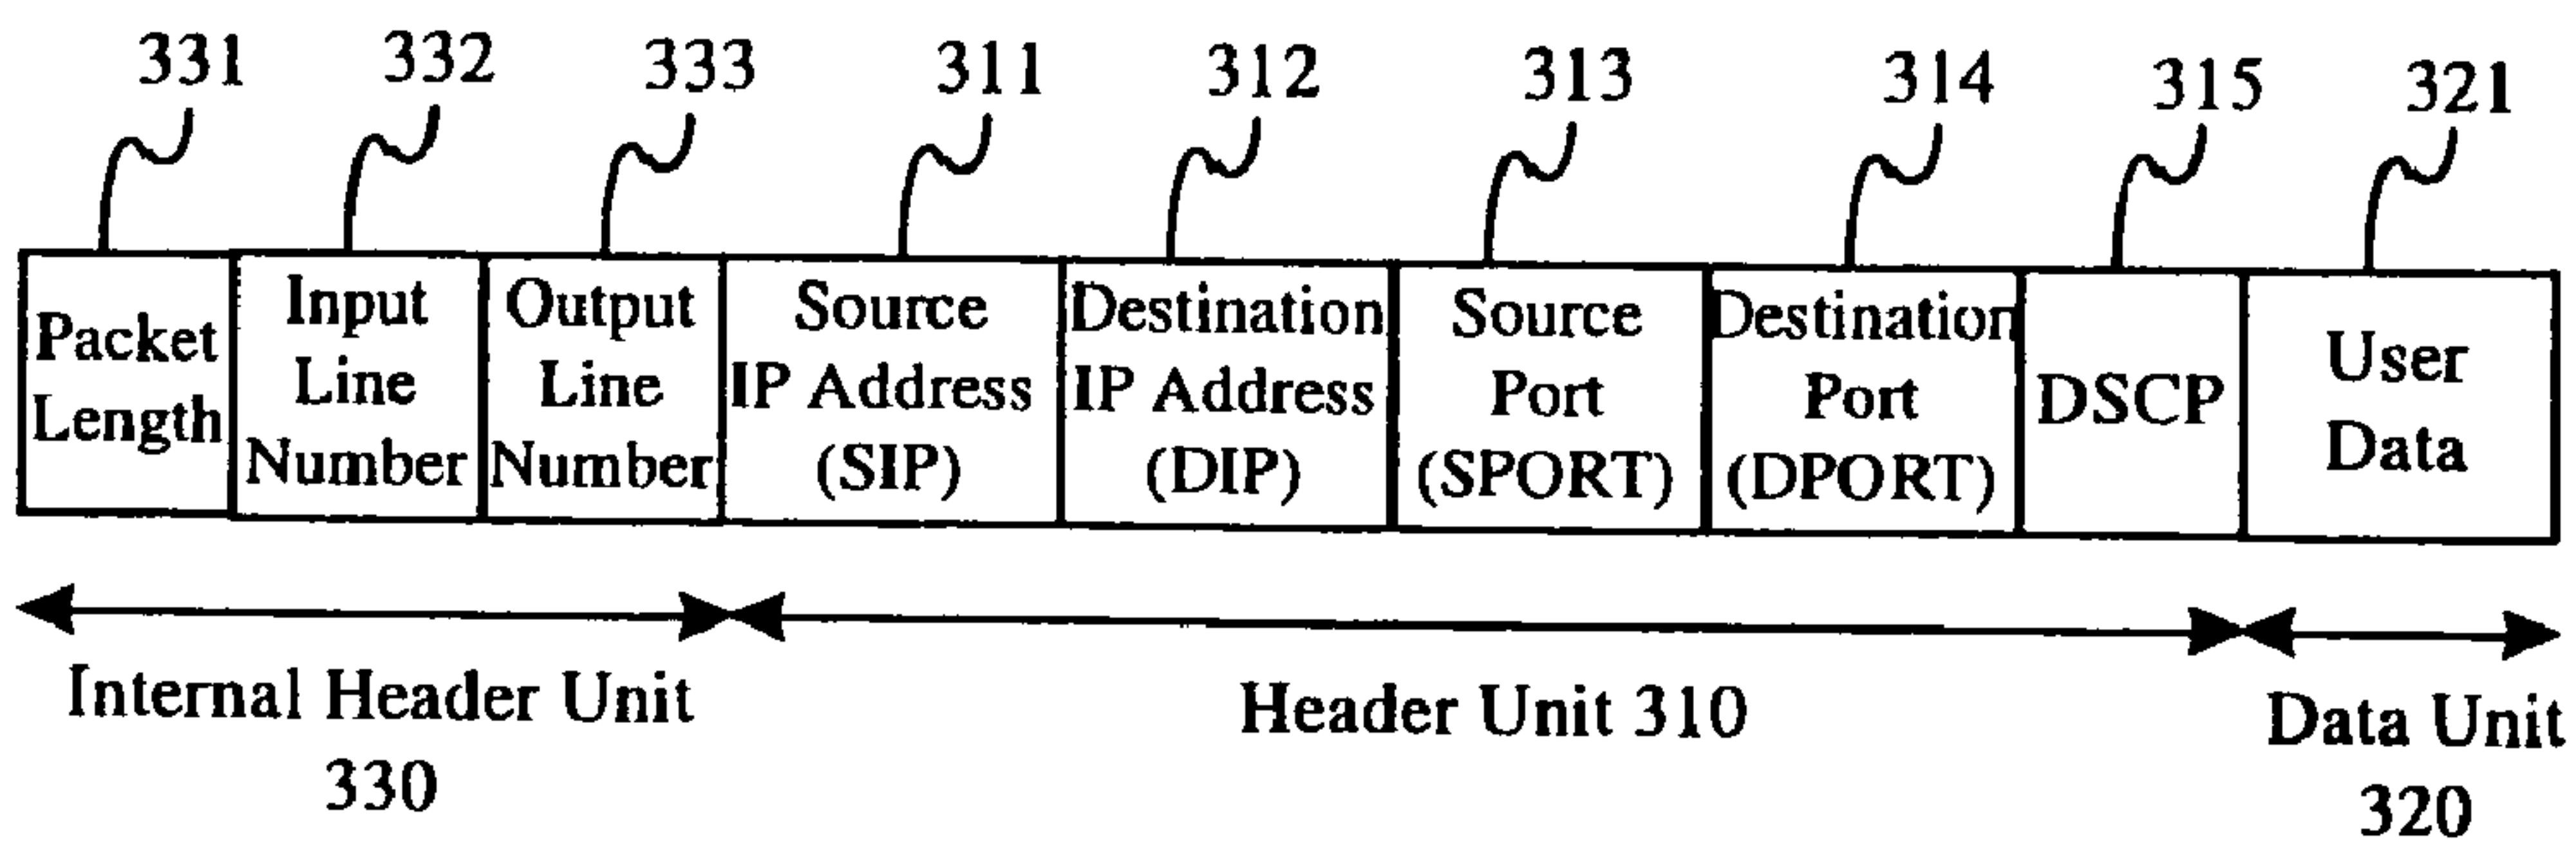 331 332 333 311 312 313 314 315 321
Packet
Length
Input
Line
Number
Output
Line
Number
Source
IP Address
(SIP)
Destination
IP Address
(DIP)
Source
Port
(SPORT)
Destination
Port
(DPORT)
DSCP
User
Data
Internal Header Unit
330
Header Unit 310
Data Unit
320